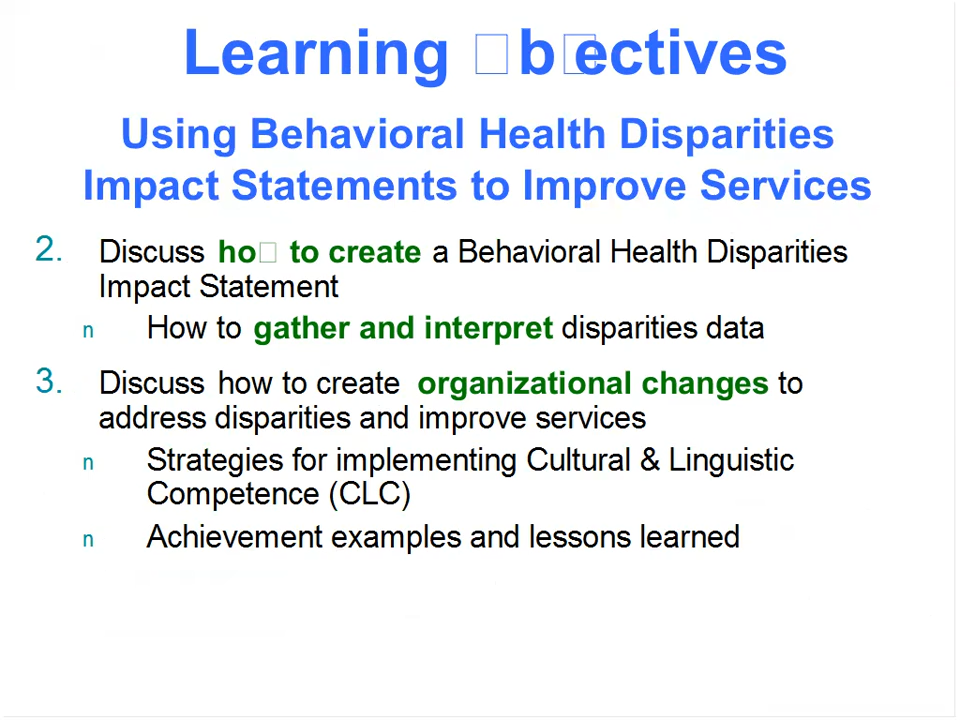 Learning □b□ectives
Using Behavioral Health Disparities
Impact Statements to Improve Services
2. Discuss ho□ to create a Behavioral Health Disparities
Impact Statement
n How to gather and interpret disparities data
3. Discuss how to create organizational changes to
address disparities and improve services
n Strategies for implementing Cultural & Linguistic
Competence (CLC)
n Achievement examples and lessons learned